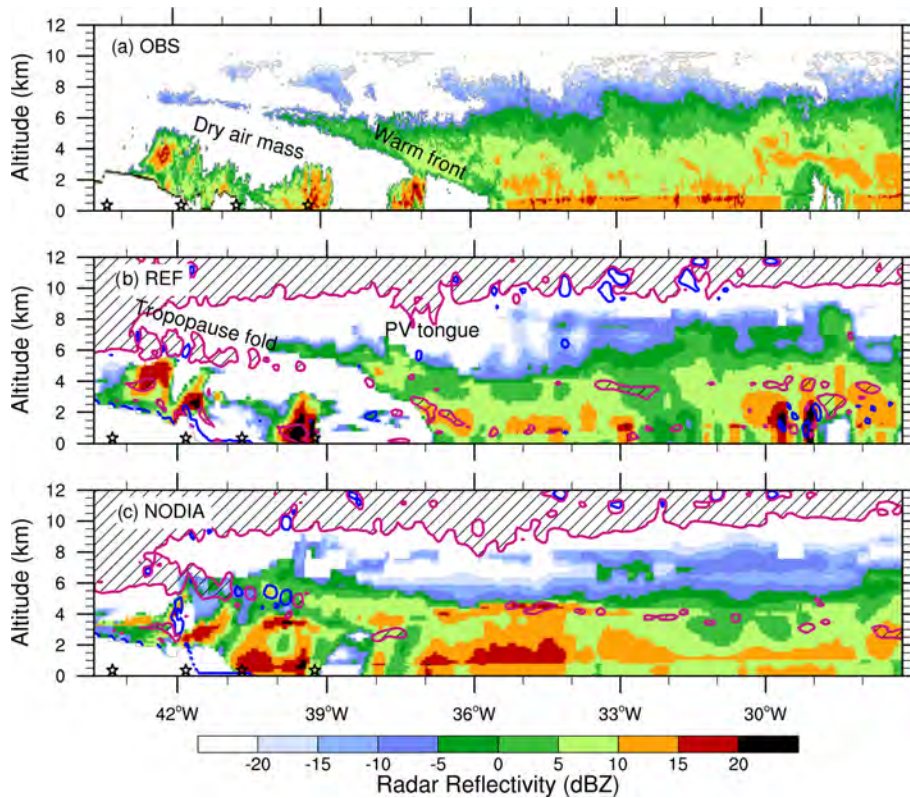 12
10
8
6
4
2
0
Altitude (km)
(a) OBS
Dry air mass
Warm front
12
10
8
6
4
2
0
Altitude (km)
(b) REF
Tropopause fold
PV tongue
12
10
8
6
4
2
0
Altitude (km)
(c) NODIA
42°W 39°W 36°W 33°W 30°W
-20 -15 -10 -5 0 5 10 15 20
Radar Reflectivity (dBZ)